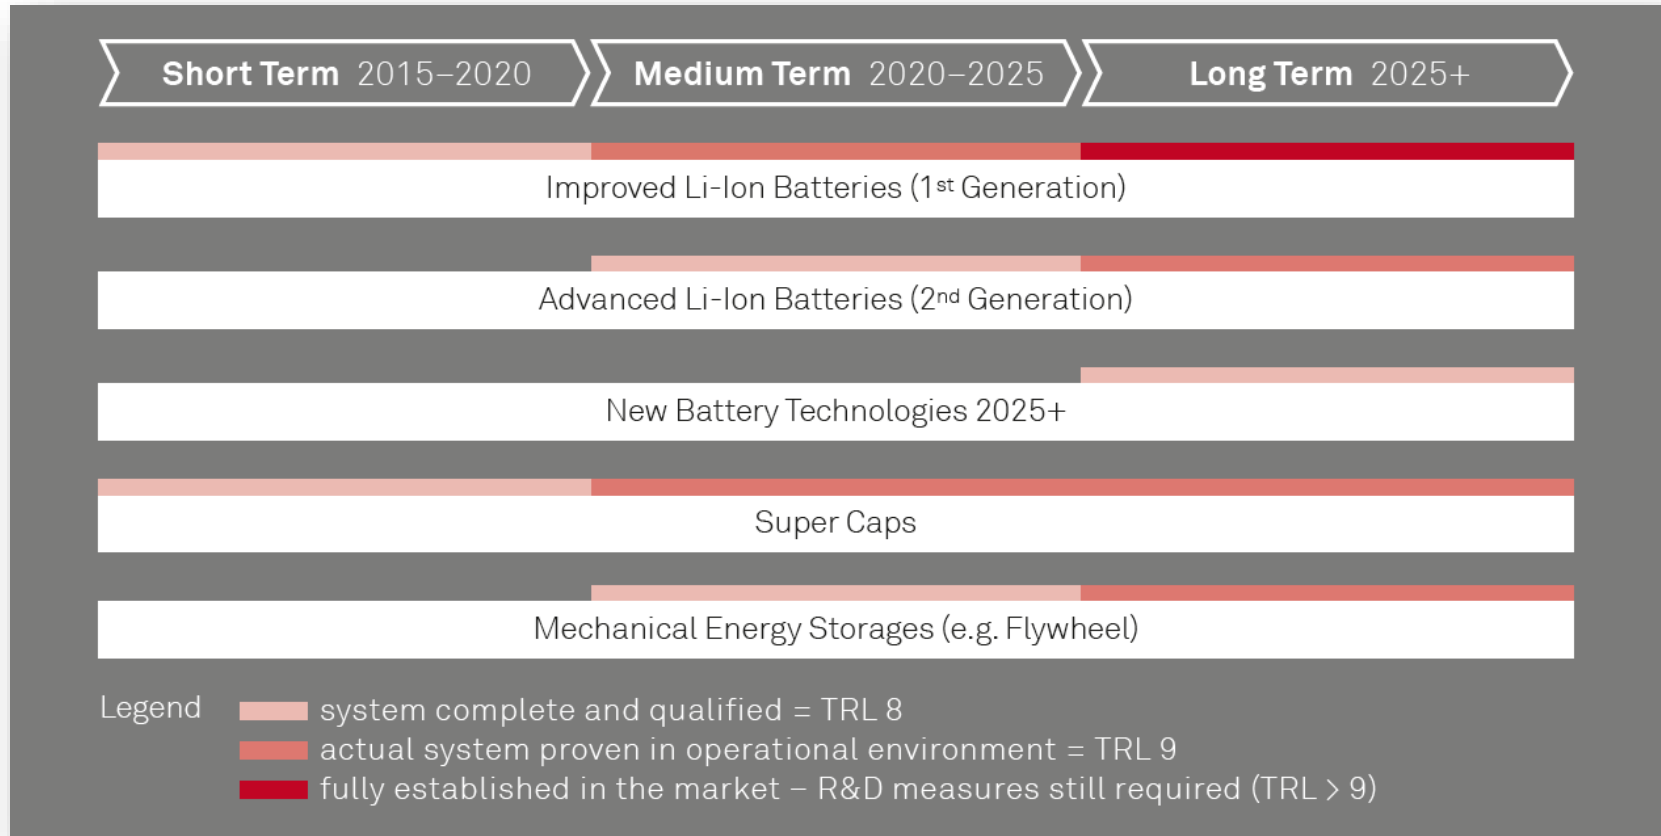 Short Term 2015–2020
Medium Term 2020–2025
Long Term 2025+
Improved Li-Ion Batteries (1st Generation)
Advanced Li-Ion Batteries (2nd Generation)
New Battery Technologies 2025+
Super Caps
Mechanical Energy Storages (e.g. Flywheel)
Legend
system complete and qualified = TRL 8
actual system proven in operational environment = TRL 9
fully established in the market – R&D measures still required (TRL > 9)